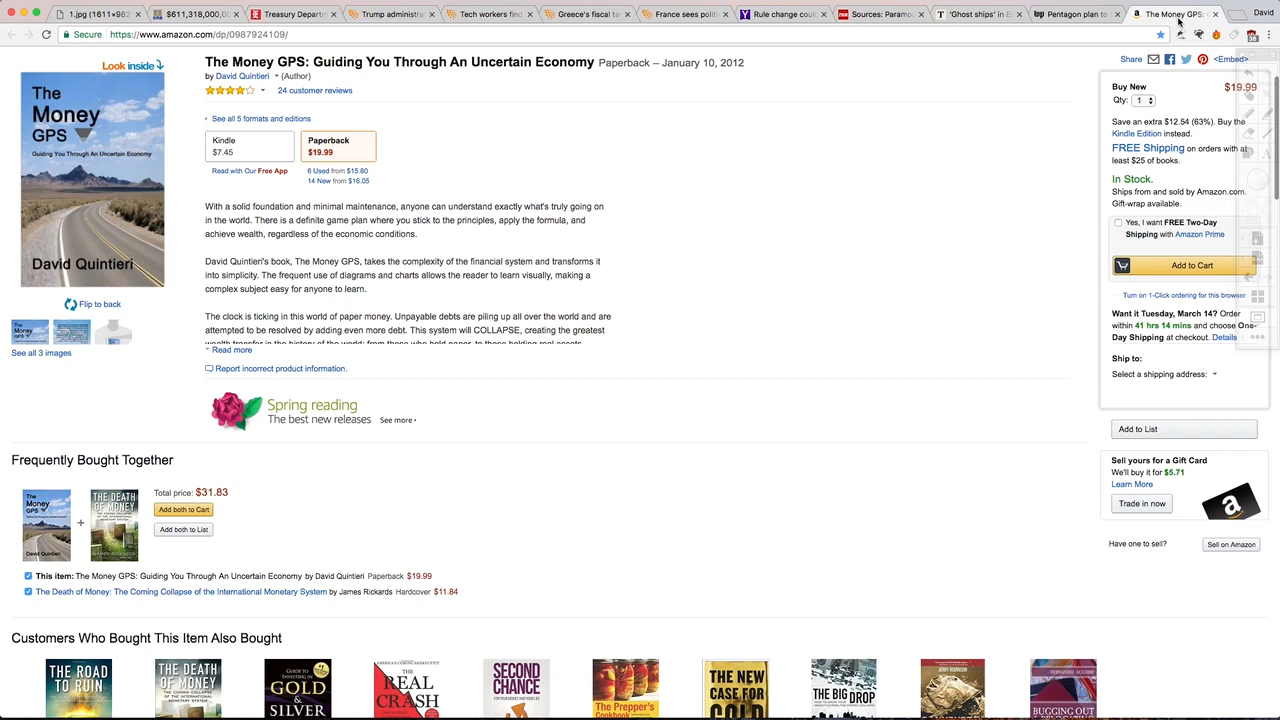 1.jpg (1611×982
$611,318,000,00
Treasury Departm
Trump administra
Tech workers find
Greece's fiscal ta
France sees politi
Rule change coul
Sources: Paramou
'Ghost ships' in E
Pentagon plan to
The Money GPS:
David
Secure https://www.amazon.com/dp/0987924109/
Look inside
The Money GPS: Guiding You Through An Uncertain Economy Paperback – January 10, 2012
by David Quintieri (Author)
24 customer reviews
See all 5 formats and editions
Kindle
$7.45
Paperback
$19.99
Read with Our Free App
6 Used from $15.80
14 New from $16.05
With a solid foundation and minimal maintenance, anyone can understand exactly what's truly going on
in the world. There is a definite game plan where you stick to the principles, apply the formula, and
achieve wealth, regardless of the economic conditions.
David Quintieri's book, The Money GPS, takes the complexity of the financial system and transforms it
into simplicity. The frequent use of diagrams and charts allows the reader to learn visually, making a
complex subject easy for anyone to learn.
The clock is ticking in this world of paper money. Unpayable debts are piling up all over the world and are
attempted to be resolved by adding even more debt. This system will COLLAPSE, creating the greatest
wealth transfer in the history of the world: from those who hold paper, to those holding real assets.
Read more
Report incorrect product information.
Spring reading
The best new releases See more
The
Money
GPS
Guiding You Through An Uncertain Economy
David Quintieri
Flip to back
See all 3 images
Share <Embed>
Buy New $19.99
Qty: 1
Save an extra $12.54 (63%). Buy the
Kindle Edition instead.
FREE Shipping on orders with at
least $25 of books.
In Stock.
Ships from and sold by Amazon.com.
Gift-wrap available.
Yes, I want FREE Two-Day
Shipping with Amazon Prime
Add to Cart
Turn on 1-Click ordering for this browser
Want it Tuesday, March 14? Order
within 41 hrs 14 mins and choose One-
Day Shipping at checkout. Details
Ship to:
Select a shipping address:
Add to List
Sell yours for a Gift Card
We'll buy it for $5.71
Learn More
Trade in now
Have one to sell? Sell on Amazon
Frequently Bought Together
The
Money
GPS
David Quintieri
+
THE DEATH
OF MONEY
JAMES RICKARDS
Total price: $31.83
Add both to Cart
Add both to List
This item: The Money GPS: Guiding You Through An Uncertain Economy by David Quintieri Paperback $19.99
The Death of Money: The Coming Collapse of the International Monetary System by James Rickards Hardcover $11.84
Customers Who Bought This Item Also Bought
THE ROAD
TO RUIN
THE DEATH
OF MONEY
GUIDE TO
INVESTING IN
GOLD &
SILVER
THE
REAL
CRASH
SECOND
CHANCE
The Prepper's
Cookbook
THE NEW
CASE FOR
GOLD
THE
BIG DROP
BUGGING OUT